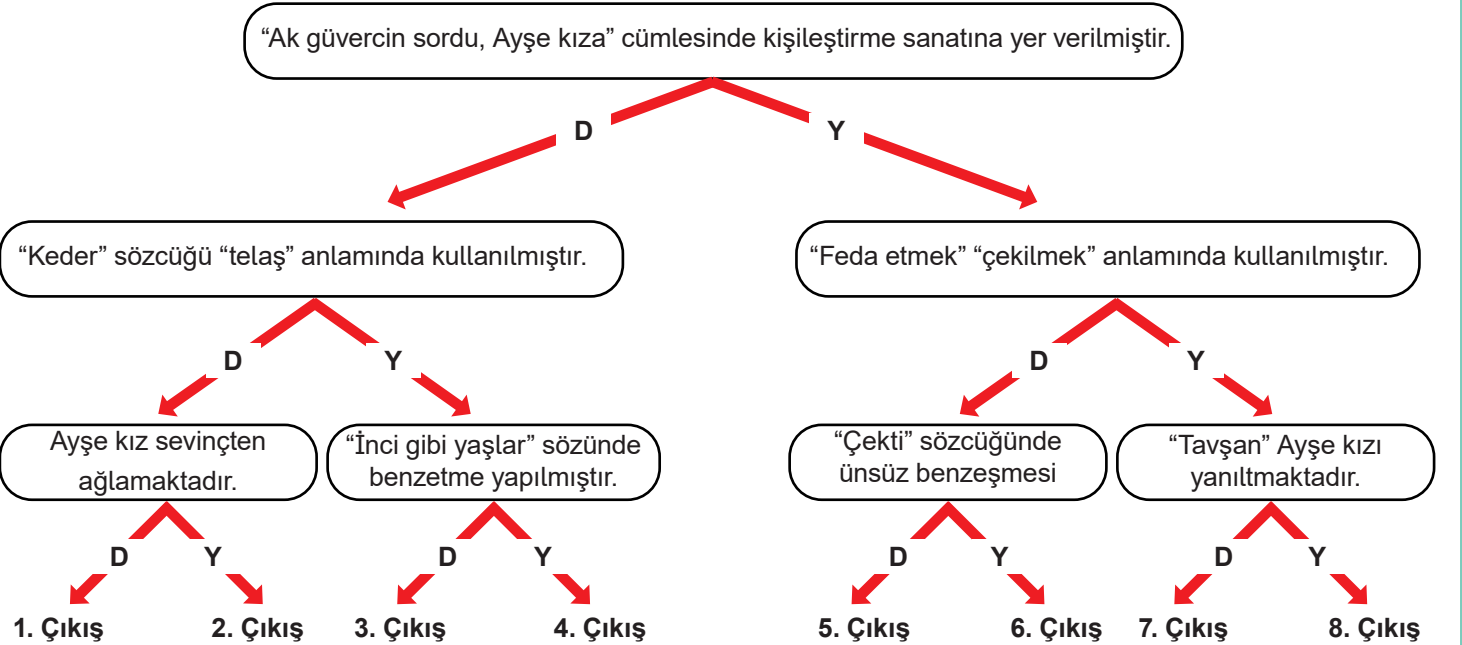 “Ak güvercin sordu, Ayşe kıza” cümlesinde kişileştirme sanatına yer verilmiştir.
D
Y
“Keder” sözcüğü “telaş” anlamında kullanılmıştır.
“Feda etmek” “çekilmek” anlamında kullanılmıştır.
D
Y
D
Y
Ayşe kız sevinçten
ağlamaktadır.
“İnci gibi yaşlar” sözünde
benzetme yapılmıştır.
“Çekti” sözcüğünde
ünsüz benzeşmesi
“Tavşan” Ayşe kızı
yanıltmaktadır.
D
Y
D
Y
D
Y
D
Y
1. Çıkış
2. Çıkış
3. Çıkış
4. Çıkış
5. Çıkış
6. Çıkış
7. Çıkış
8. Çıkış